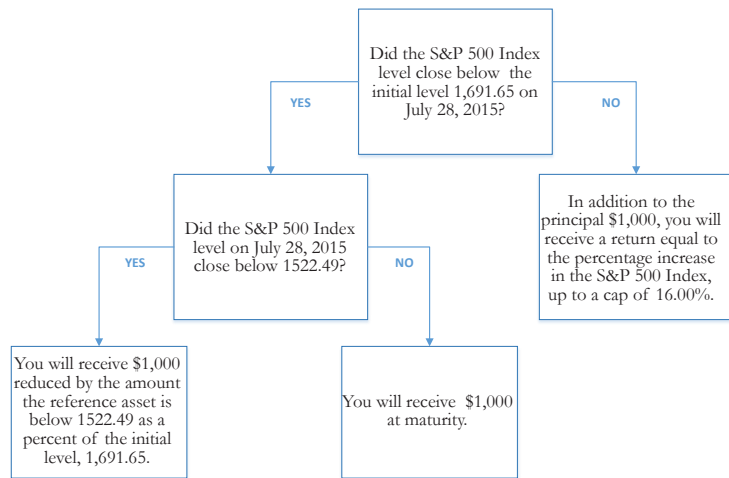 Did the S&P 500 Index
level close below the
initial level 1,691.65 on
July 28, 2015?
YES
NO
Did the S&P 500 Index
level on July 28, 2015
close below 1522.49?
In addition to the
principal $1,000, you will
receive a return equal to
the percentage increase
in the S&P 500 Index,
up to a cap of 16.00%.
YES
NO
You will receive $1,000
reduced by the amount
the reference asset is
below 1522.49 as a
percent of the initial
level, 1,691.65.
You will receive $1,000
at maturity.